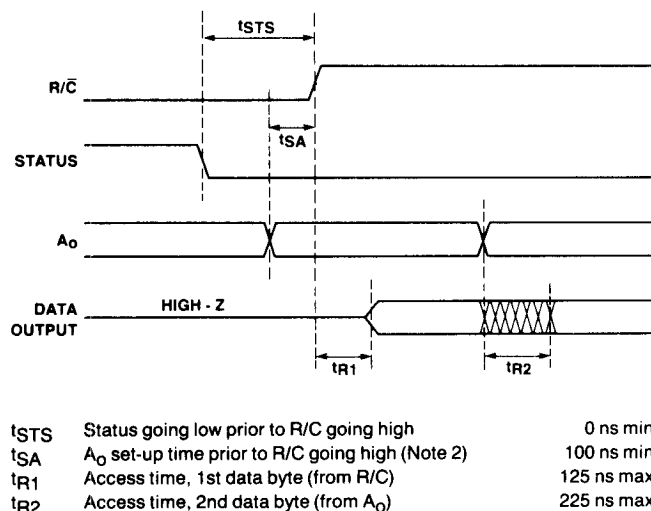 tSTS
R/C̅
tSA
STATUS
A₀
DATA OUTPUT
HIGH - Z
tR1
tR2
tSTS Status going low prior to R/C going high 0 ns min
tSA A₀ set-up time prior to R/C going high (Note 2) 100 ns min
tR1 Access time, 1st data byte (from R/C) 125 ns max
tR2 Access time, 2nd data byte (from A₀) 225 ns max